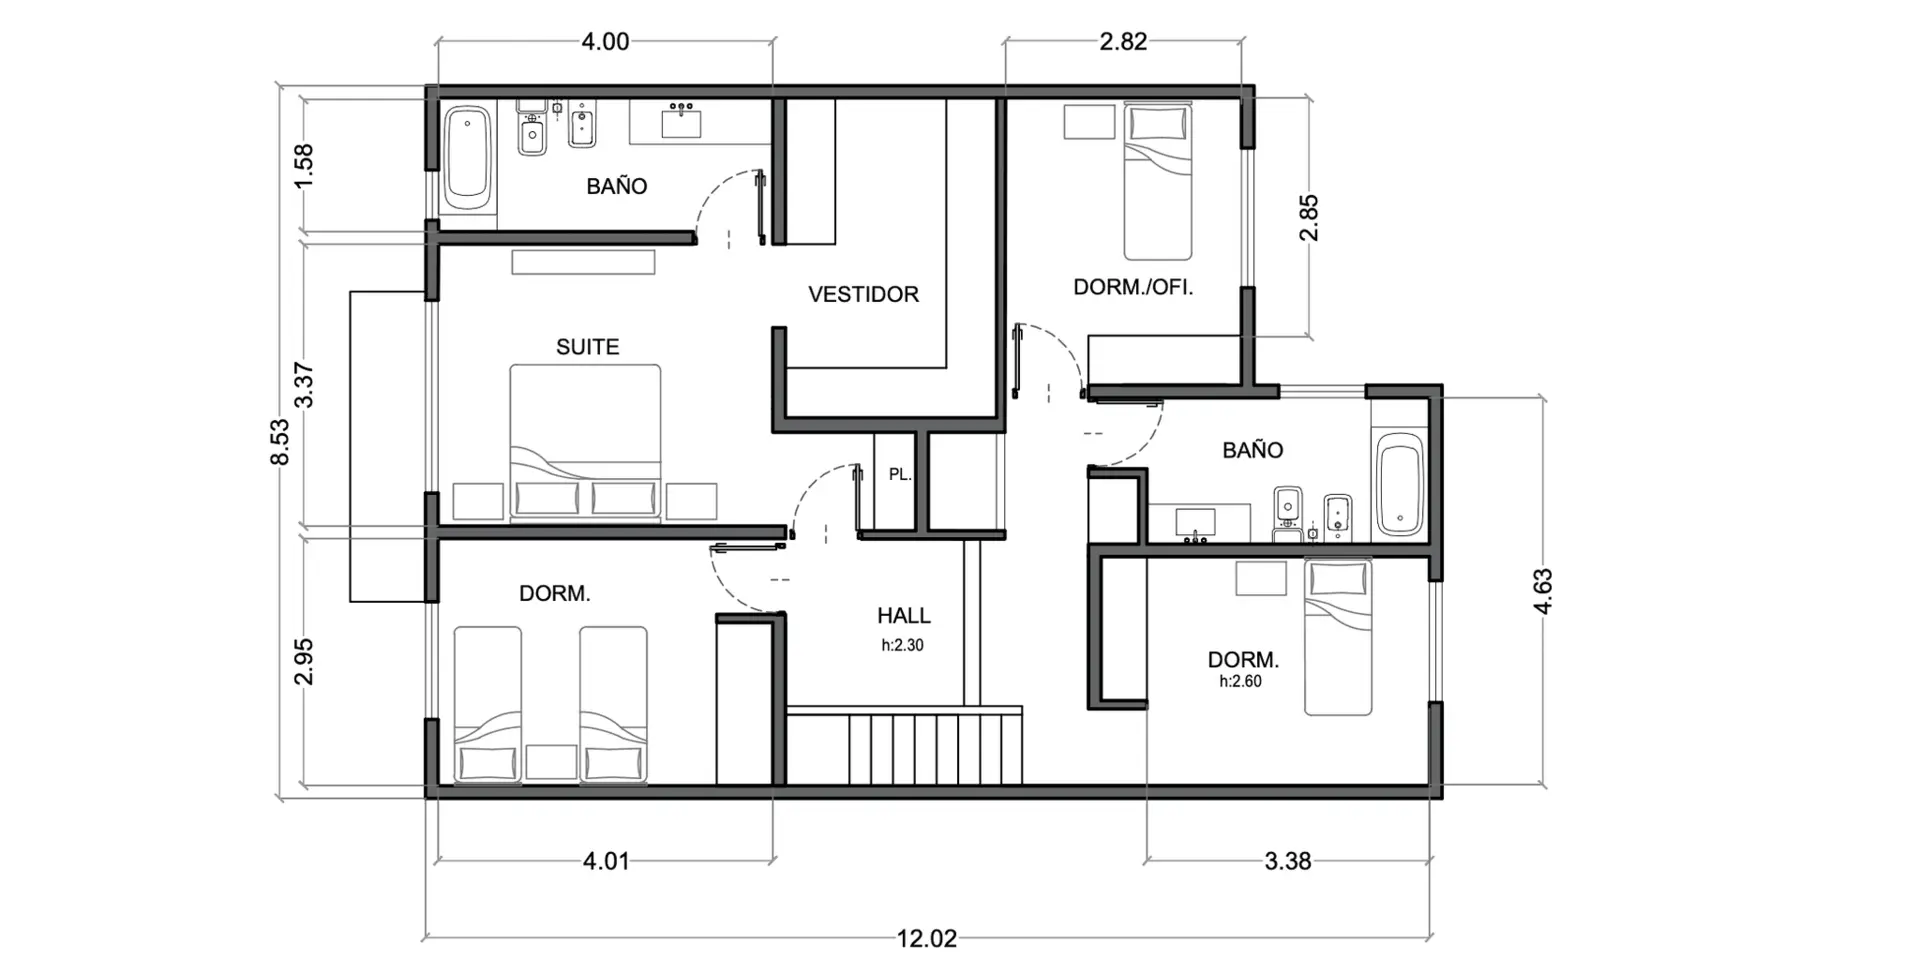 4.00
2.82
1.58
BAÑO
2.85
VESTIDOR
DORM./OFI.
SUITE
3.37
8.53
BAÑO
PL.
DORM.
4.63
HALL
h:2.30
2.95
DORM.
h:2.60
4.01
3.38
12.02